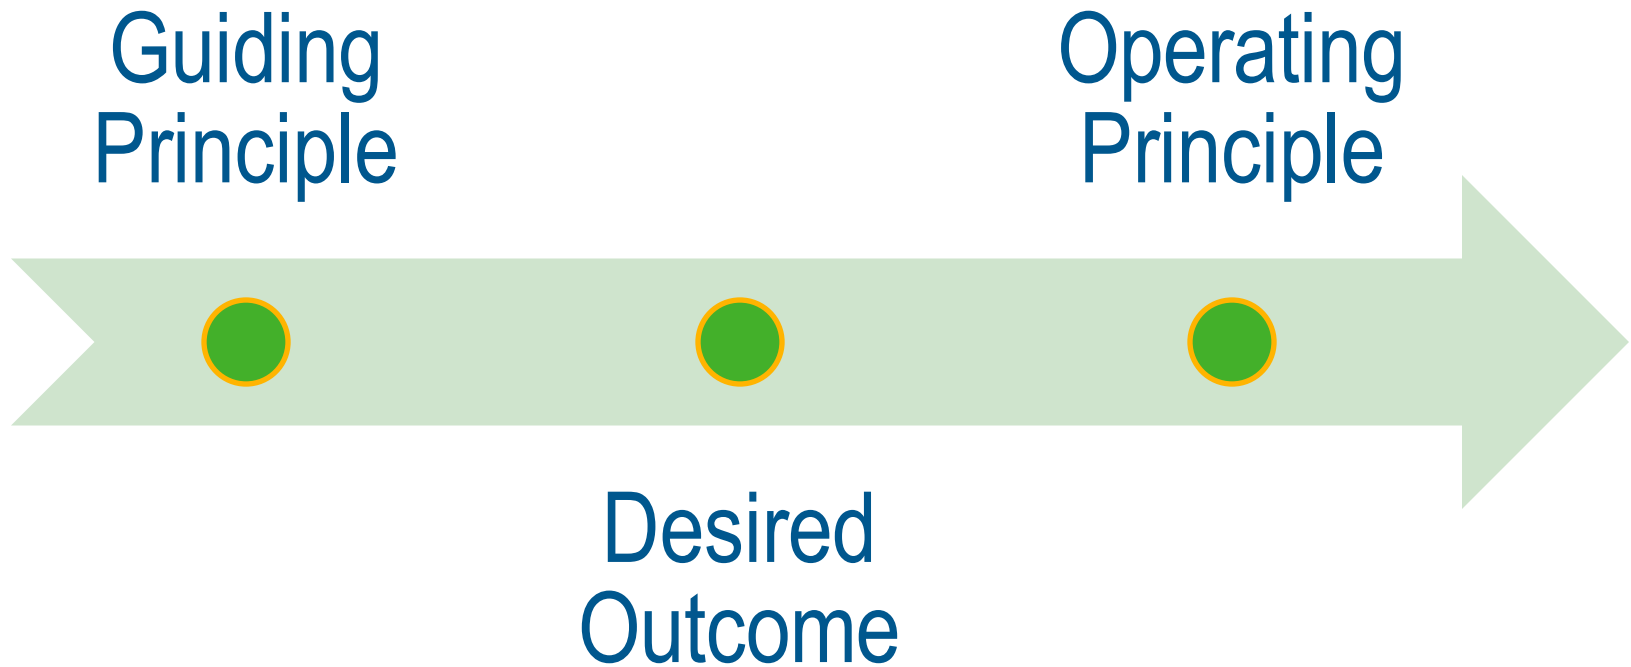 Guiding
Principle
Desired
Outcome
Operating
Principle